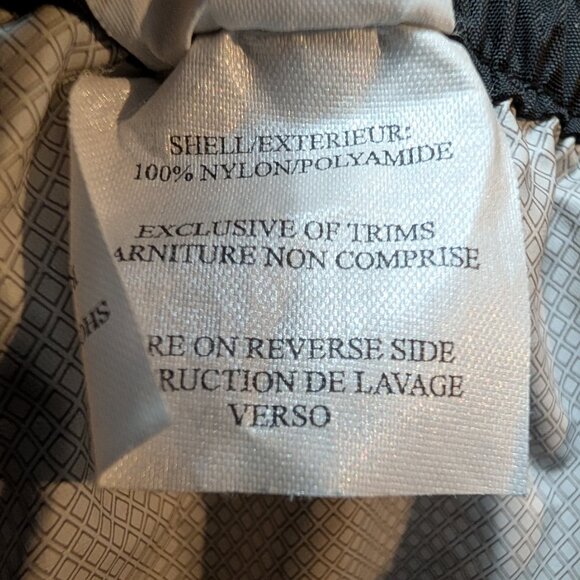 SHELL/EXTERIEUR:
100% NYLON/POLYAMIDE
EXCLUSIVE OF TRIMS
ARNITURE NON COMPRISE
RE ON REVERSE SIDE
RUCTION DE LAVAGE
VERSO
SHO